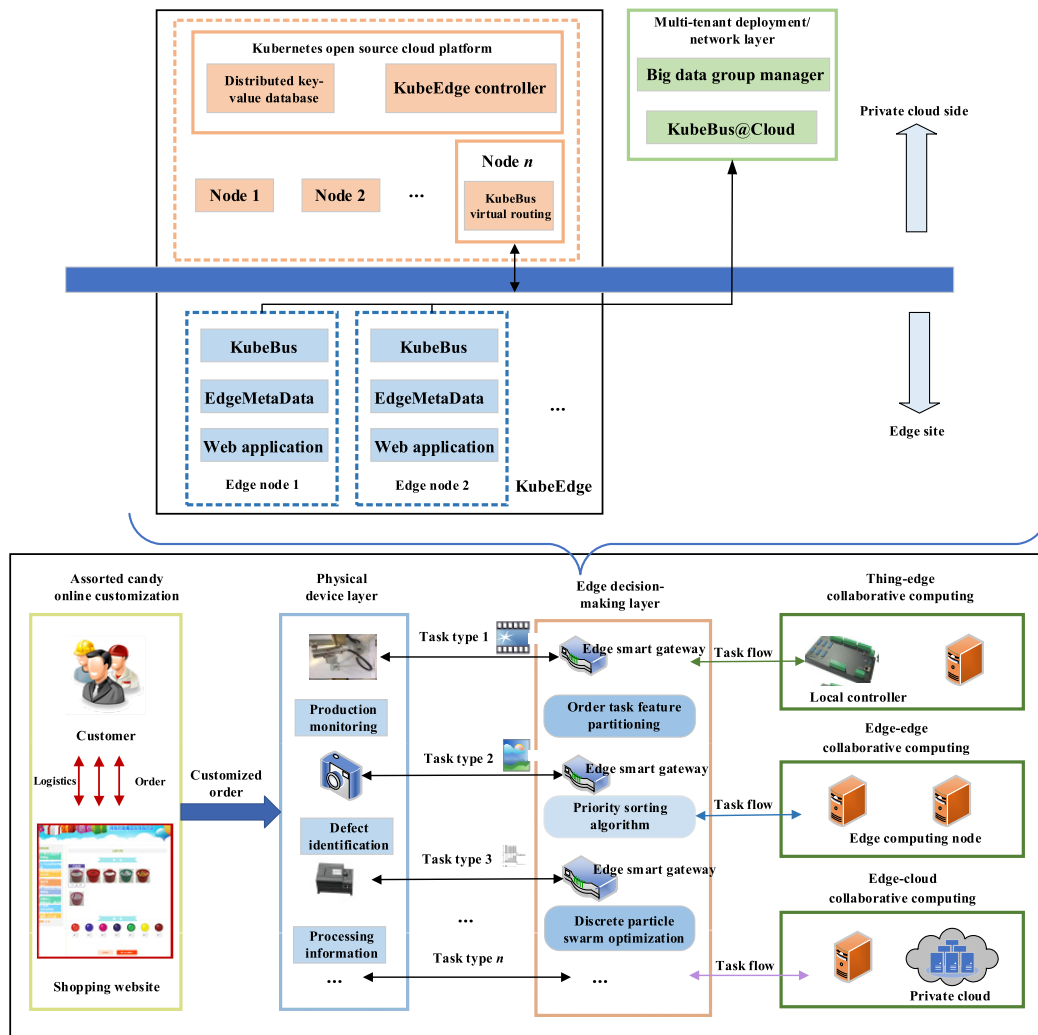 Kubernetes open source cloud platform
Distributed key-
value database
KubeEdge controller
Node 1
Node 2
...
Node n
KubeBus
virtual routing
Multi-tenant deployment/
network layer
Big data group manager
KubeBus@Cloud
Private cloud side
KubeBus
EdgeMetaData
Web application
Edge node 1
KubeBus
EdgeMetaData
Web application
Edge node 2
...
KubeEdge
Edge site
Assorted candy
online customization
Customer
Logistics
Order
Shopping website
Customized
order
Physical
device layer
Production
monitoring
Defect
identification
Processing
information
...
Task type 1
Task type 2
Task type 3
...
Task type n
Edge decision-
making layer
Edge smart gateway
Order task feature
partitioning
Edge smart gateway
Priority sorting
algorithm
Edge smart gateway
Discrete particle
swarm optimization
...
Task flow
Task flow
Task flow
Thing-edge
collaborative computing
Local controller
Edge-edge
collaborative computing
Edge computing node
Edge-cloud
collaborative computing
Private cloud